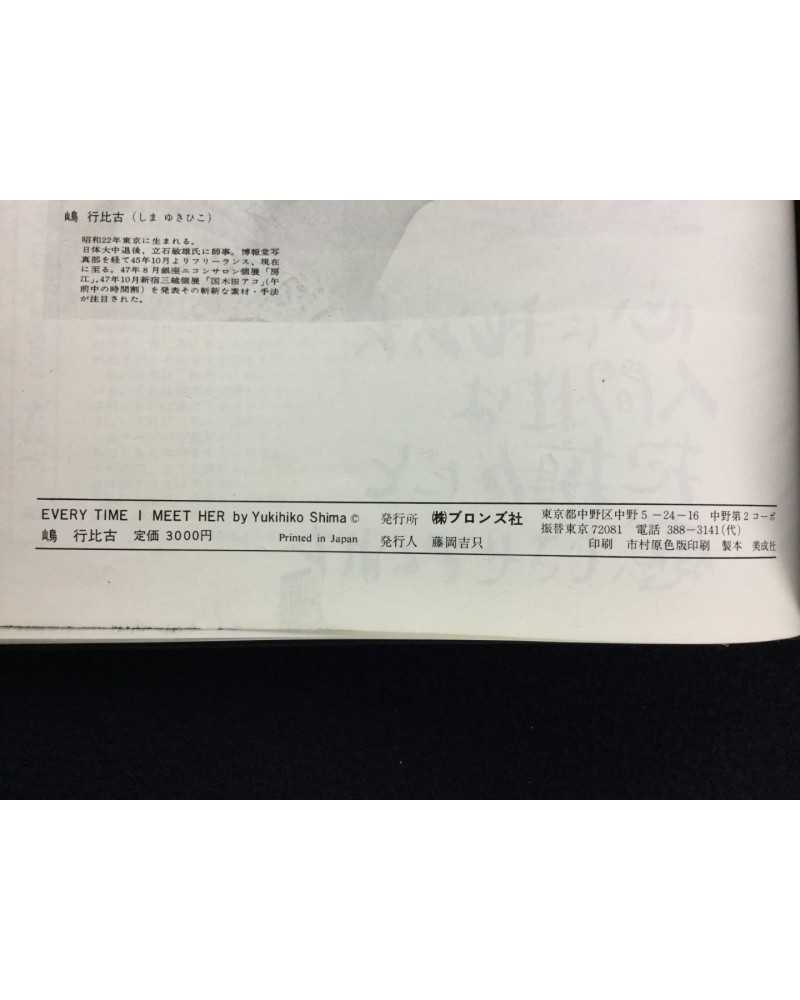 嶋 行比古(しま ゆきひこ)
昭和22年東京に生まれる。
日体大中退後、立石敏雄氏に師事。博報堂写
真部を経て45年10月よりフリーランス、現在
に至る。47年8月銀座ニコンサロン個展「房
江」、47年10月新宿三越個展「国木田アコ」(午
前中の時間割)を発表その斬新な素材・手法
が注目された。
EVERY TIME I MEET HER by Yukihiko Shima © 発行所 ㈱ブロンズ社 東京都中野区中野5-24-16 中野第2コーポ
振替東京72081 電話 388-3141(代)
嶋 行比古 定価 3000円 Printed in Japan 発行人 藤岡吉只 印刷 市村原色版印刷 製本 美成社